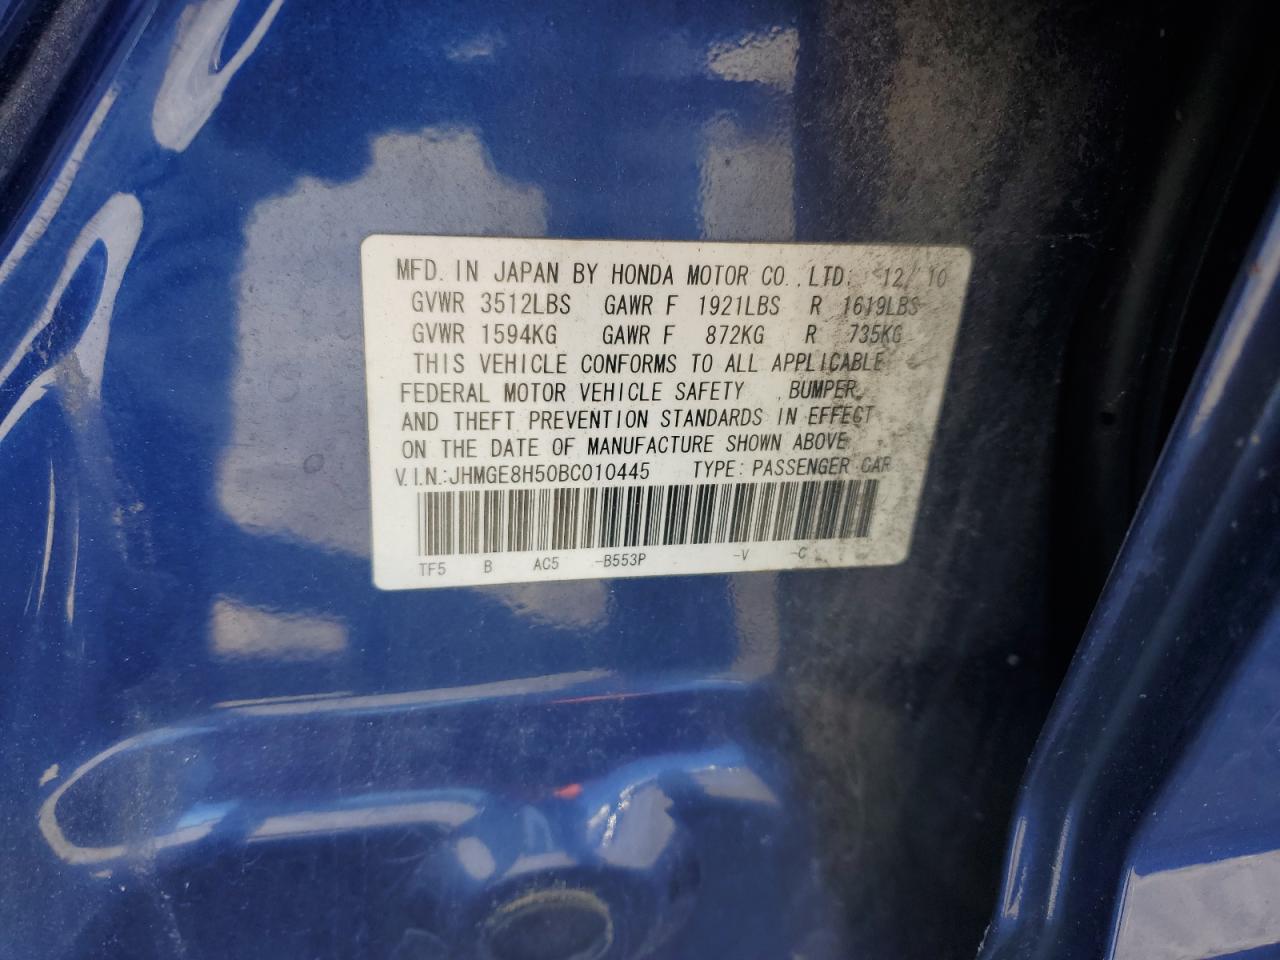 MFD. IN JAPAN BY HONDA MOTOR CO., LTD. 12/10
GVWR 3512LBS GAWR F 1921LBS R 1619LBS
GVWR 1594KG GAWR F 872KG R 735KG
THIS VEHICLE CONFORMS TO ALL APPLICABLE
FEDERAL MOTOR VEHICLE SAFETY , BUMPER,
AND THEFT PREVENTION STANDARDS IN EFFECT
ON THE DATE OF MANUFACTURE SHOWN ABOVE
V.I.N.:JHMGE8H50BC010445 TYPE:PASSENGER CAR
TF5 B AC5 -B553P -V -C